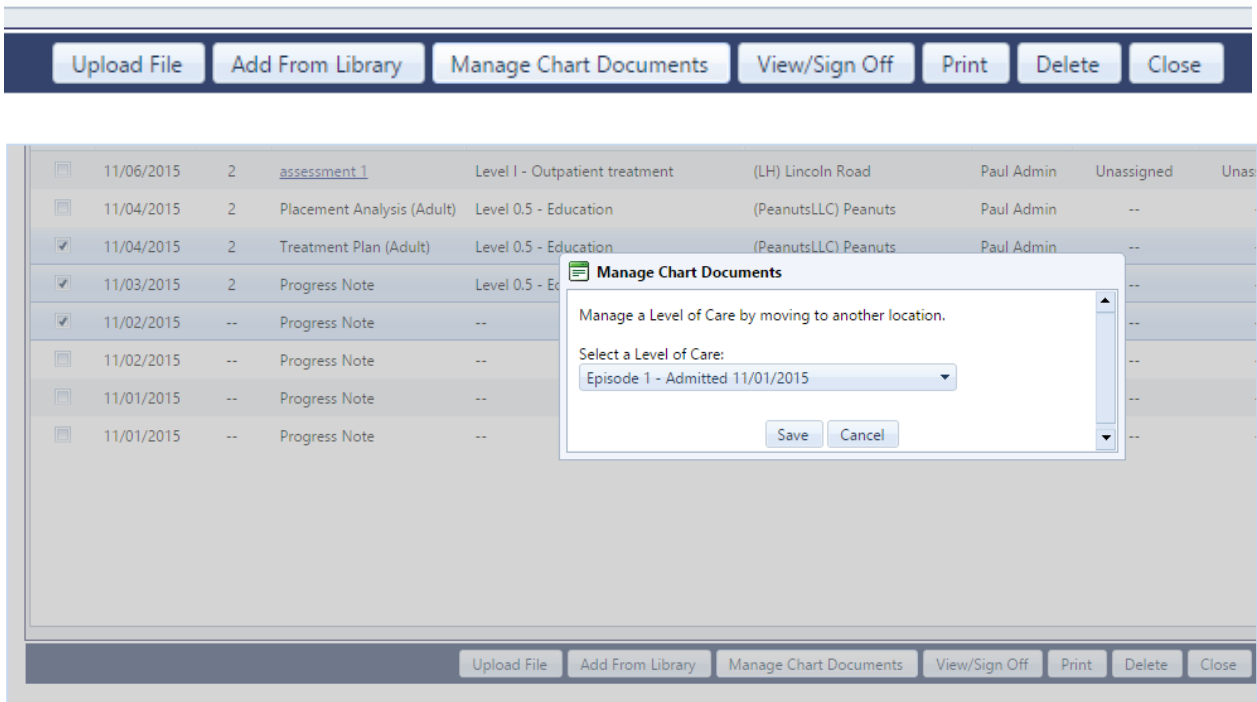 Upload File Add From Library Manage Chart Documents View/Sign Off Print Delete Close
11/06/2015 2 assessment 1 Level I - Outpatient treatment (LH) Lincoln Road Paul Admin Unassigned Unas
11/04/2015 2 Placement Analysis (Adult) Level 0.5 - Education (PeanutsLLC) Peanuts Paul Admin --
11/04/2015 2 Treatment Plan (Adult) Level 0.5 - Education (PeanutsLLC) Peanuts Paul Admin --
11/03/2015 2 Progress Note Level 0.5 - Ed --
11/02/2015 -- Progress Note -- --
11/02/2015 -- Progress Note -- --
11/01/2015 -- Progress Note -- --
11/01/2015 -- Progress Note -- --
Manage Chart Documents
Manage a Level of Care by moving to another location.
Select a Level of Care:
Episode 1 - Admitted 11/01/2015
Save Cancel
Upload File Add From Library Manage Chart Documents View/Sign Off Print Delete Close